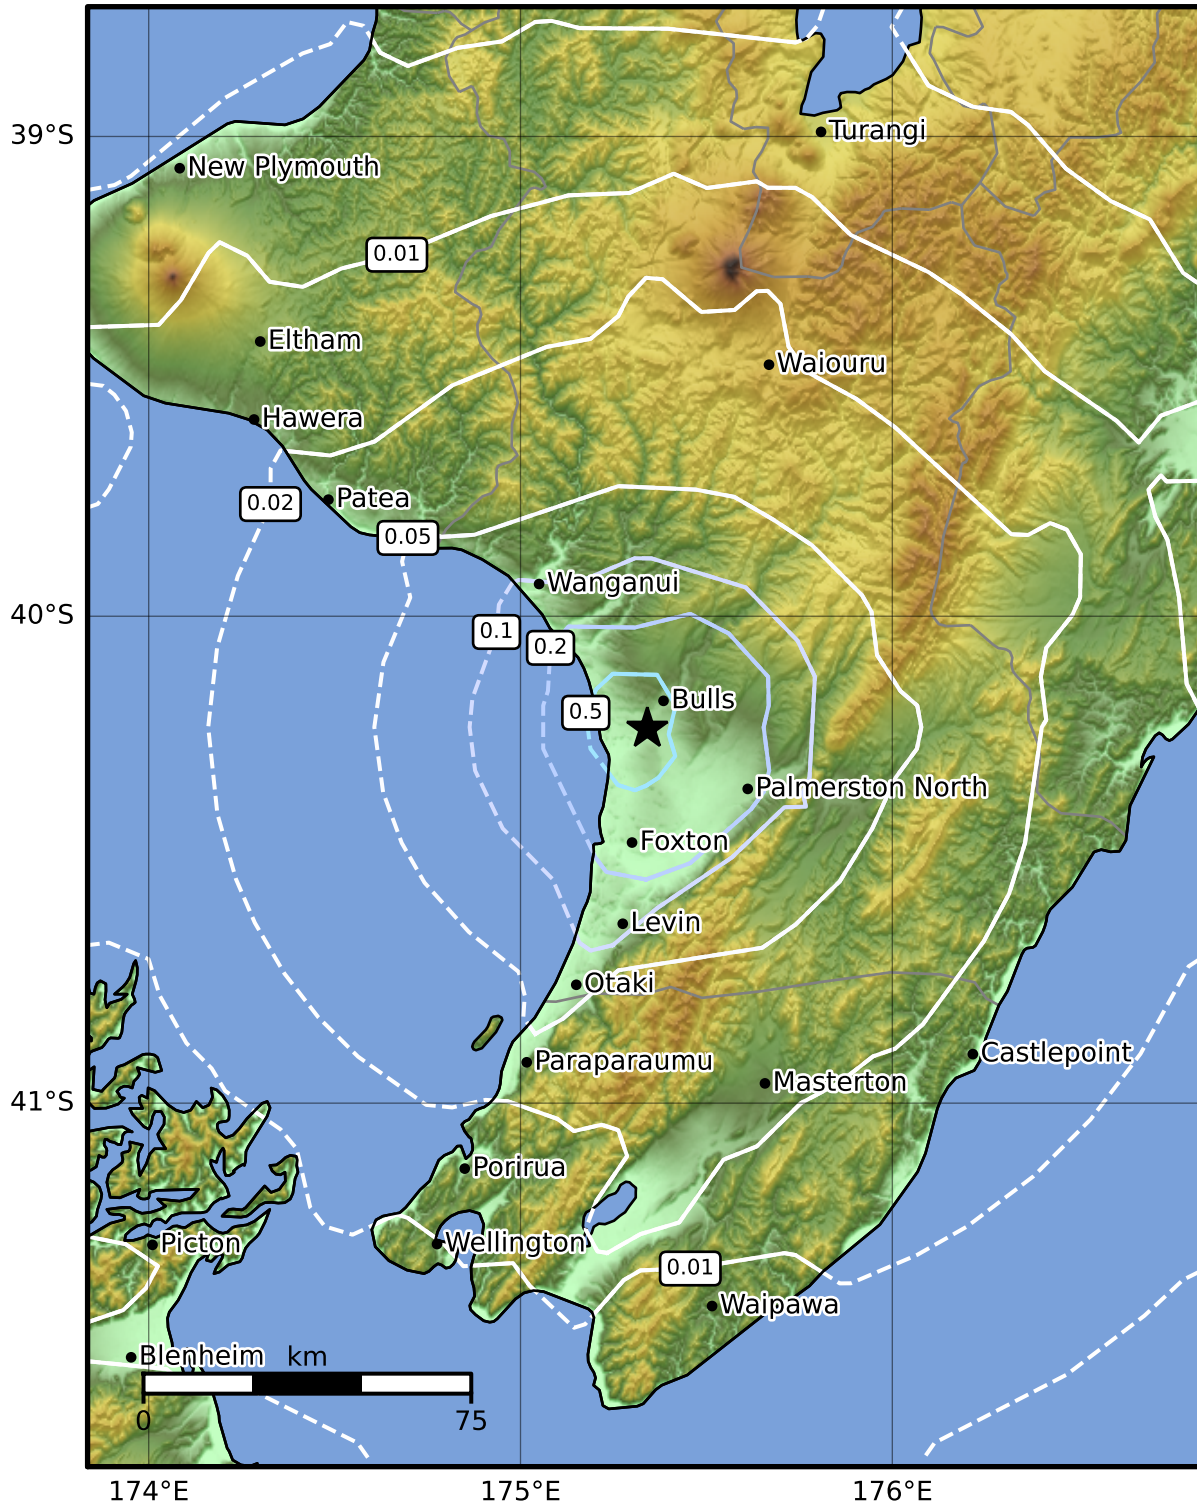 39°S
Turangi
New Plymouth
0.01
Eltham
Waiouru
Hawera
0.02
Patea
0.05
Wanganui
40°S
0.1
0.2
Bulls
0.5
Palmerston North
Foxton
Levin
Otaki
Castlepoint
Paraparaumu
Masterton
41°S
Porirua
Picton
Wellington
0.01
Waipawa
Blenheim
km
0
75
174°E
175°E
176°E